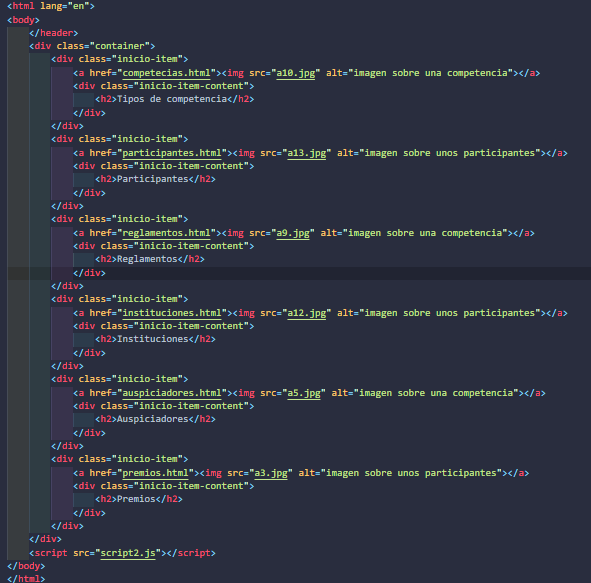 <html lang="en">
<body>
</header>
<div class="container">
<div class="inicio-item">
<a href="competecias.html"><img src="a10.jpg" alt="imagen sobre una competencia"></a>
<div class="inicio-item-content">
<h2>Tipos de competencia</h2>
</div>
</div>
<div class="inicio-item">
<a href="participantes.html"><img src="a13.jpg" alt="imagen sobre unos participantes"></a>
<div class="inicio-item-content">
<h2>Participantes</h2>
</div>
</div>
<div class="inicio-item">
<a href="reglamentos.html"><img src="a9.jpg" alt="imagen sobre una competencia"></a>
<div class="inicio-item-content">
<h2>Reglamentos</h2>
</div>
</div>
<div class="inicio-item">
<a href="instituciones.html"><img src="a12.jpg" alt="imagen sobre unos participantes"></a>
<div class="inicio-item-content">
<h2>Instituciones</h2>
</div>
</div>
<div class="inicio-item">
<a href="auspiciadores.html"><img src="a5.jpg" alt="imagen sobre una competencia"></a>
<div class="inicio-item-content">
<h2>Auspiciadores</h2>
</div>
</div>
<div class="inicio-item">
<a href="premios.html"><img src="a3.jpg" alt="imagen sobre unos participantes"></a>
<div class="inicio-item-content">
<h2>Premios</h2>
</div>
</div>
</div>
<script src="script2.js"></script>
</body>
</html>